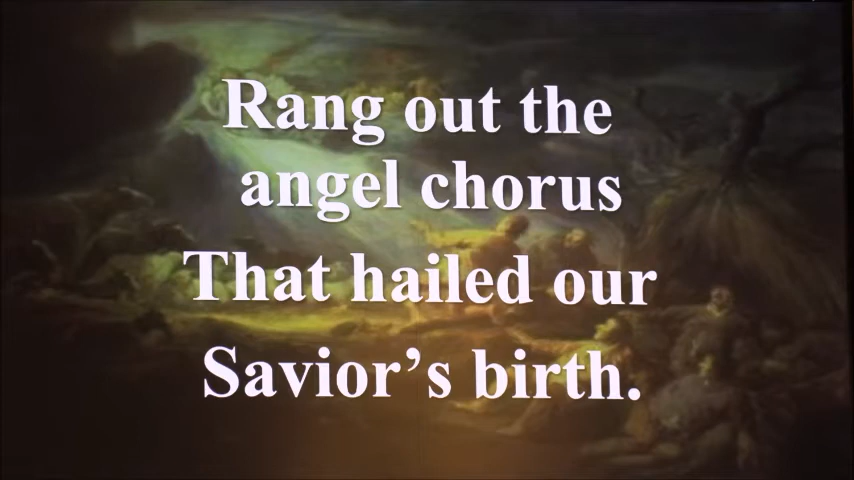 Rang out the
angel chorus
That hailed our
Savior’s birth.